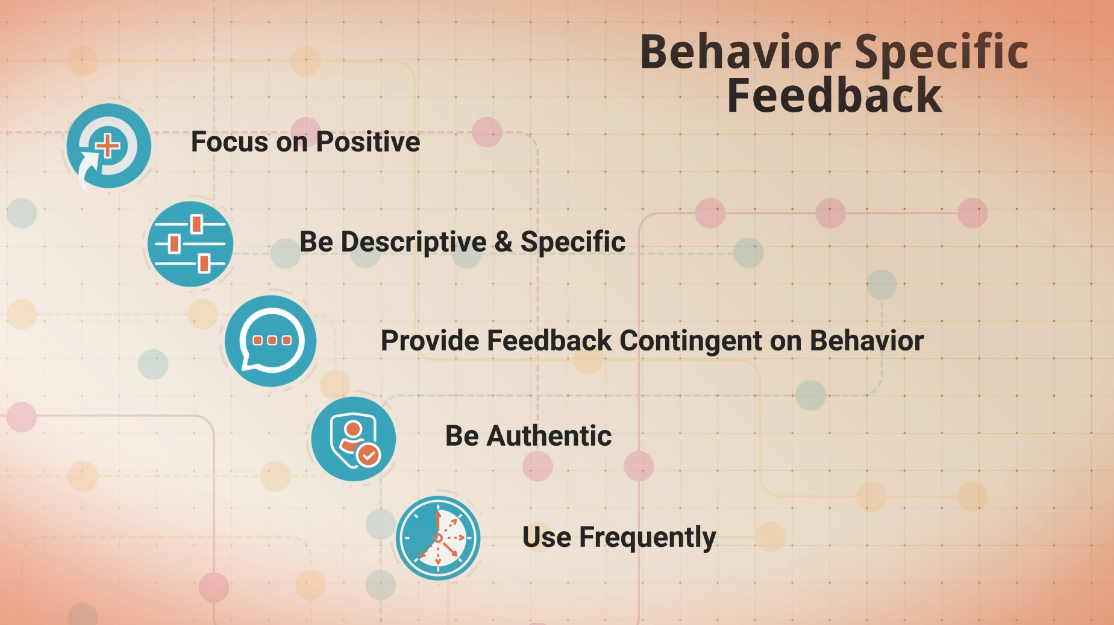 Behavior Specific
Feedback
Focus on Positive
Be Descriptive & Specific
Provide Feedback Contingent on Behavior
Be Authentic
Use Frequently